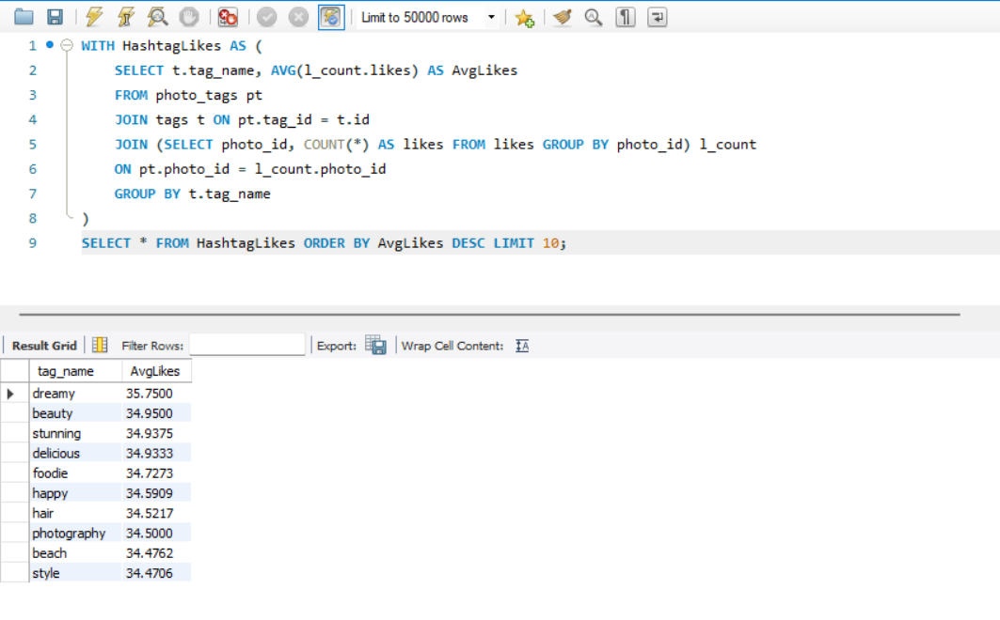 Limit to 50000 rows
1 WITH HashtagLikes AS (
2 SELECT t.tag_name, AVG(l_count.likes) AS AvgLikes
3 FROM photo_tags pt
4 JOIN tags t ON pt.tag_id = t.id
5 JOIN (SELECT photo_id, COUNT(*) AS likes FROM likes GROUP BY photo_id) l_count
6 ON pt.photo_id = l_count.photo_id
7 GROUP BY t.tag_name
8 )
9 SELECT * FROM HashtagLikes ORDER BY AvgLikes DESC LIMIT 10;
Result Grid Filter Rows: Export: Wrap Cell Content:
tag_name AvgLikes
dreamy 35.7500
beauty 34.9500
stunning 34.9375
delicious 34.9333
foodie 34.7273
happy 34.5909
hair 34.5217
photography 34.5000
beach 34.4762
style 34.4706